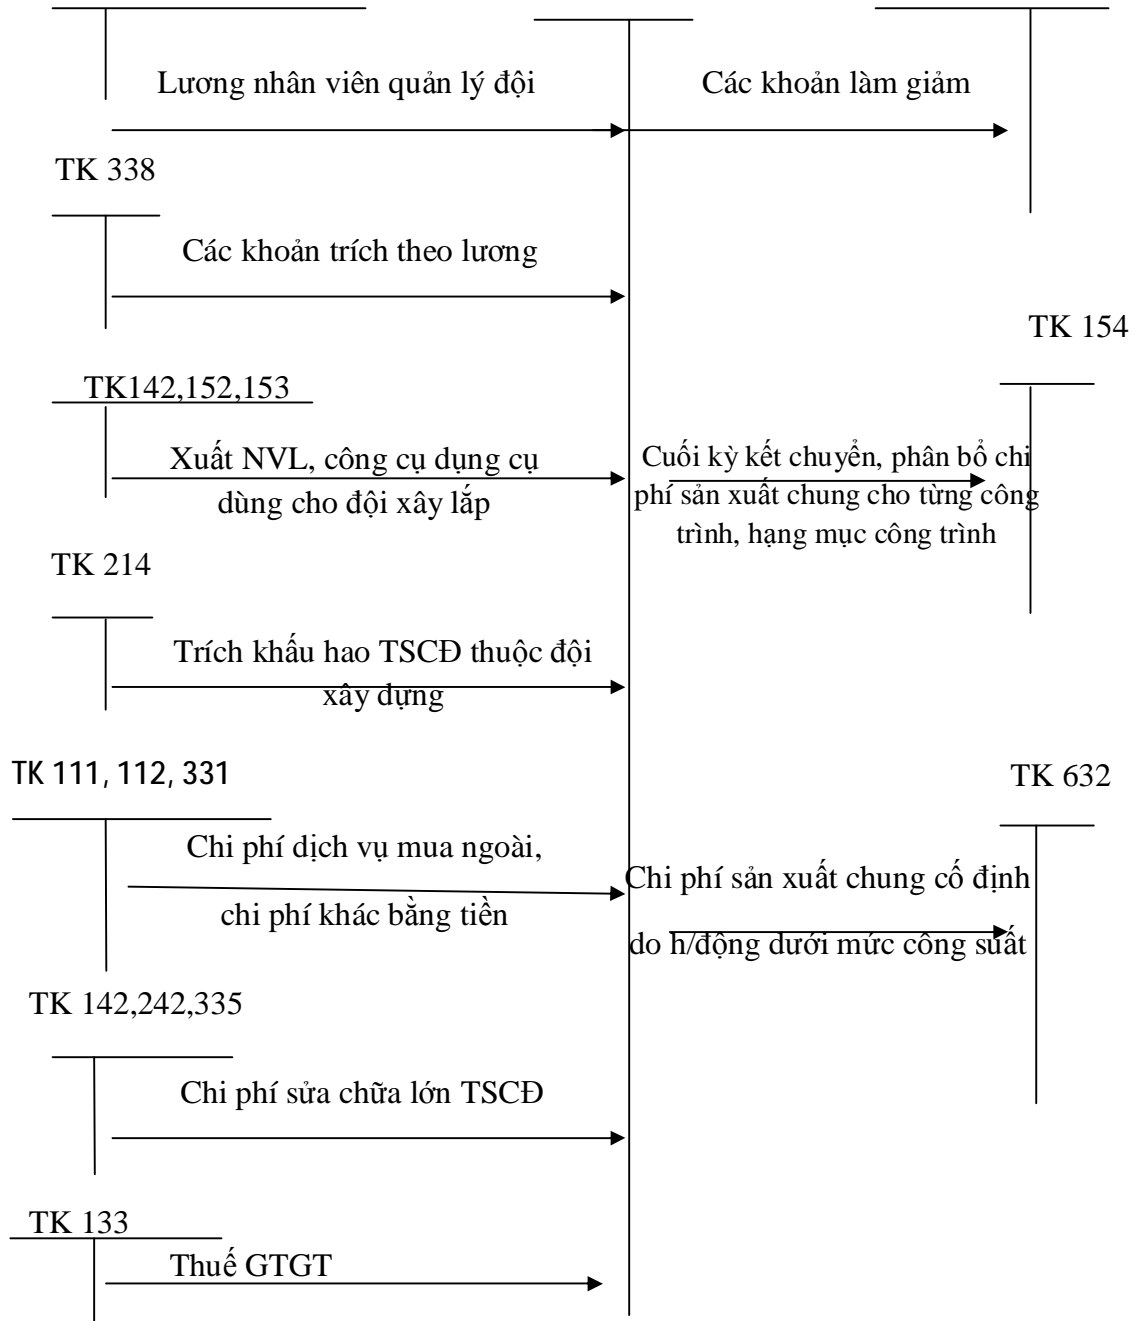 Lương nhân viên quản lý đội
Các khoản làm giảm
TK 338
Các khoản trích theo lương
TK 154
TK142,152,153
Xuất NVL, công cụ dụng cụ
dùng cho đội xây lắp
Cuối kỳ kết chuyển, phân bổ chi
phí sản xuất chung cho từng công
trình, hạng mục công trình
TK 214
Trích khấu hao TSCĐ thuộc đội
xây dựng
TK 111, 112, 331
TK 632
Chi phí dịch vụ mua ngoài,
chi phí khác bằng tiền
Chi phí sản xuất chung cố định
do h/động dưới mức công suất
TK 142,242,335
Chi phí sửa chữa lớn TSCĐ
TK 133
Thuế GTGT